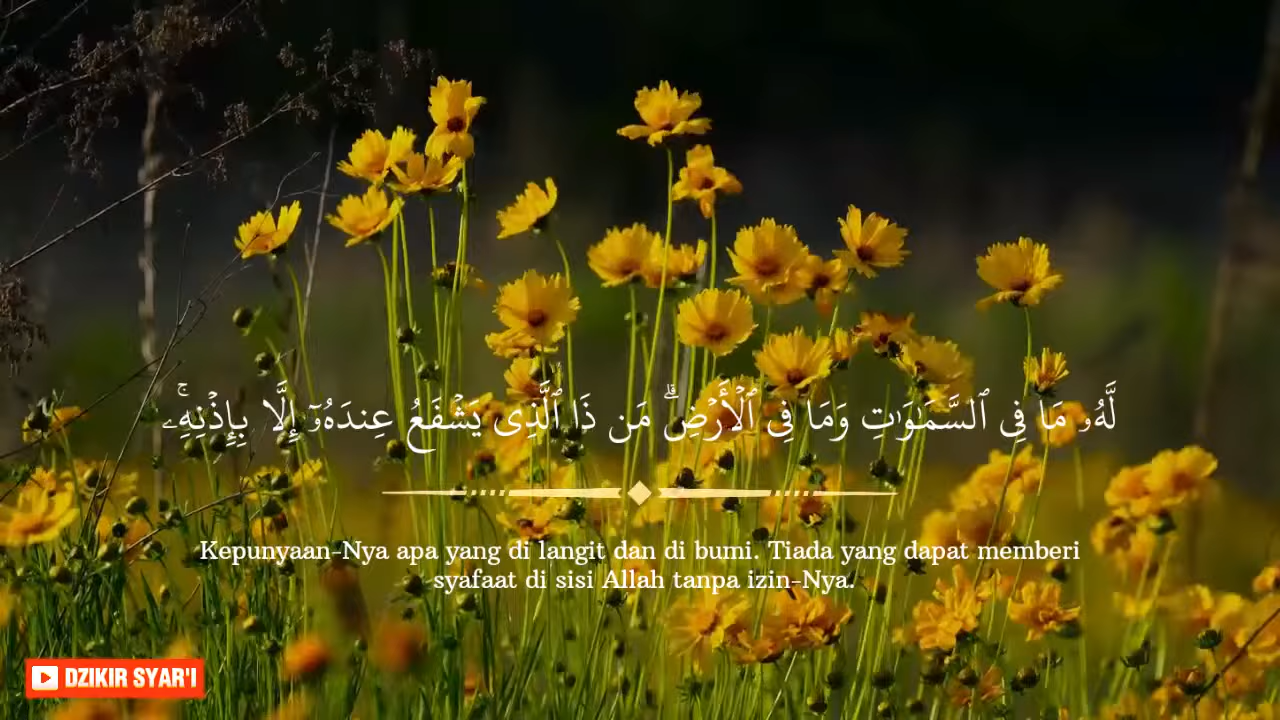 لَّهُۥ مَا فِى ٱلسَّمَٰوَٰتِ وَمَا فِى ٱلْأَرْضِ ۗ مَن ذَا ٱلَّذِى يَشْفَعُ عِندَهُۥٓ إِلَّا بِإِذْنِهِۦ ۚ
Kepunyaan-Nya apa yang di langit dan di bumi. Tiada yang dapat memberi
syafaat di sisi Allah tanpa izin-Nya.
DZIKIR SYAR'I